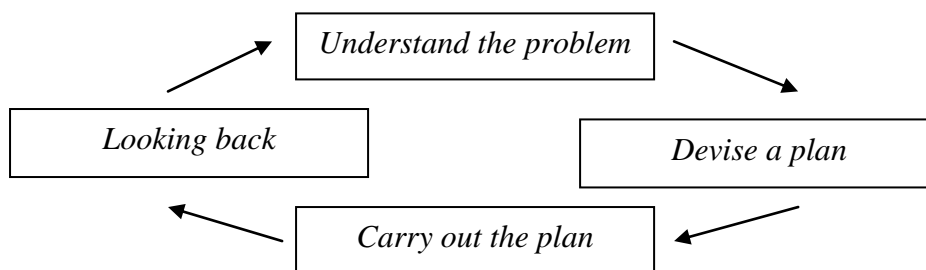 Understand the problem
Looking back
Devise a plan
Carry out the plan